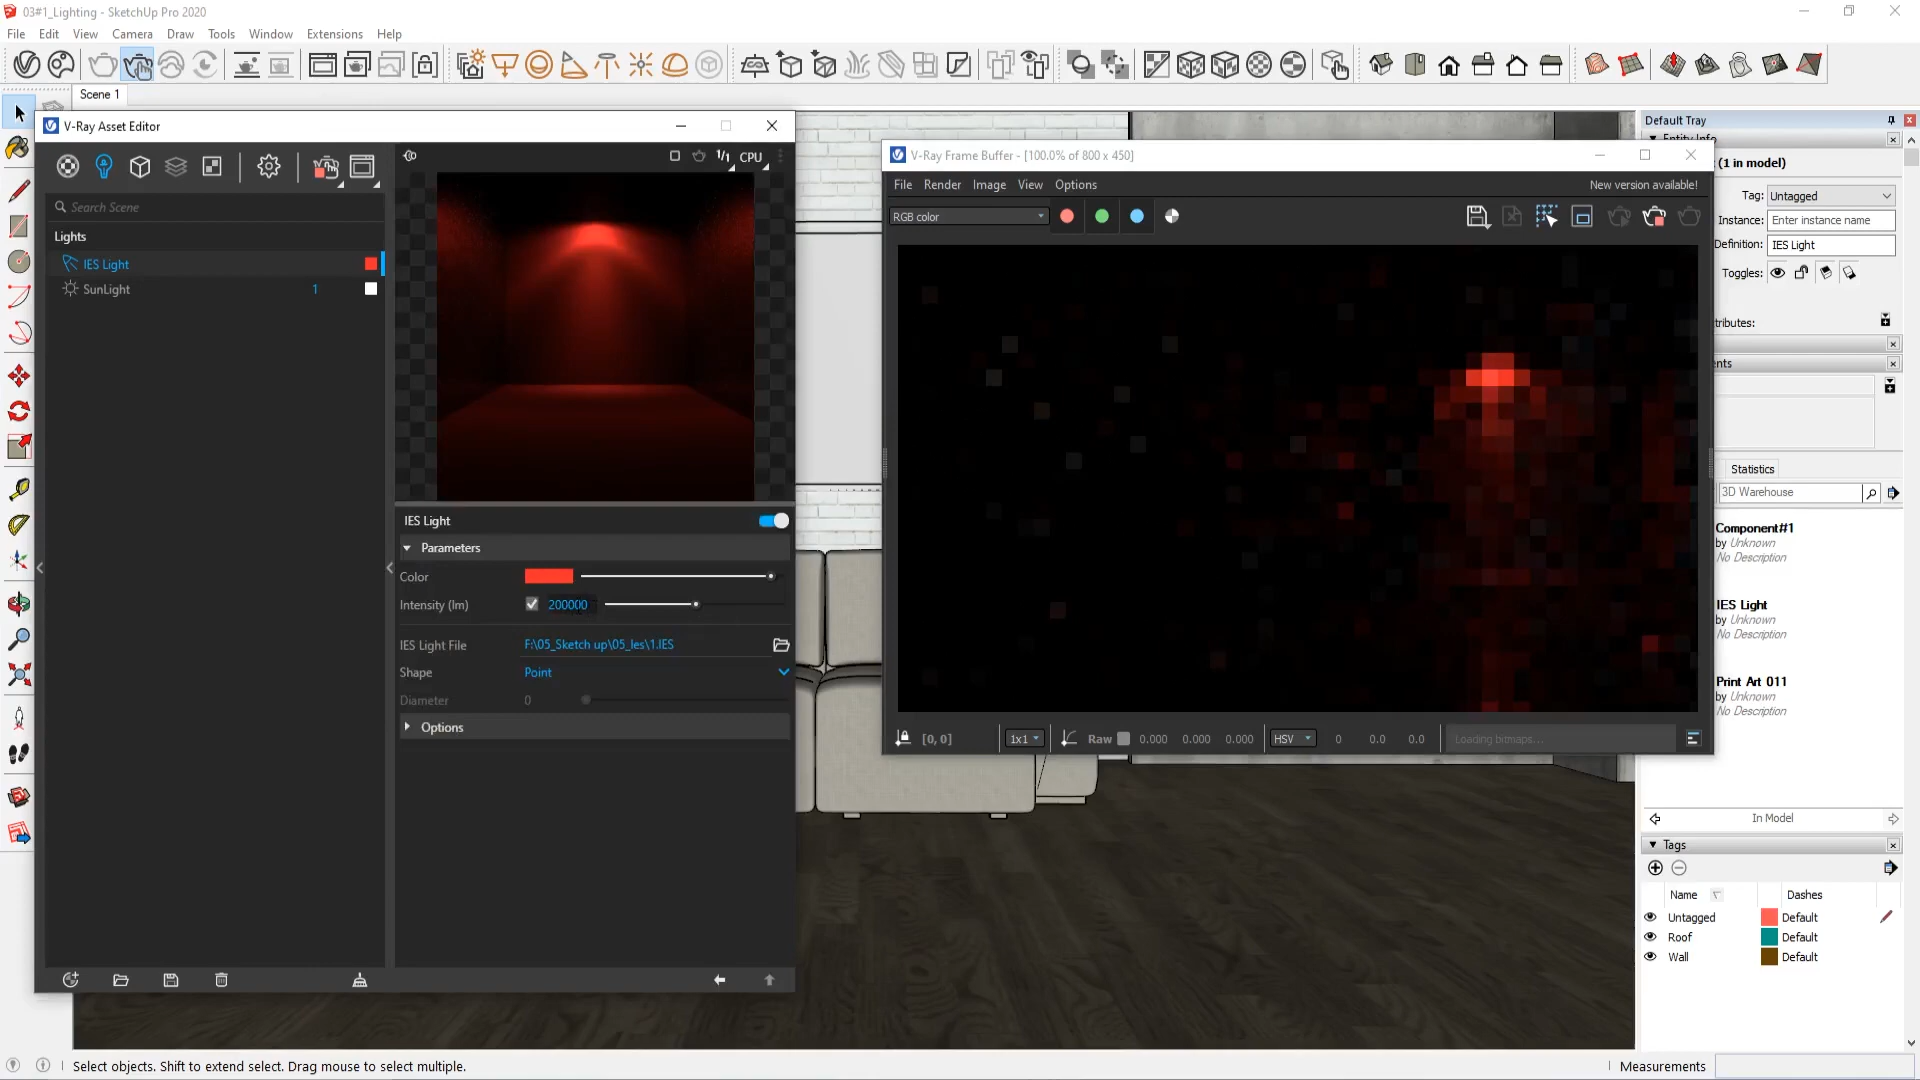 03#1_Lighting - SketchUp Pro 2020
File Edit View Camera Draw Tools Window Extensions Help
Scene 1
V-Ray Asset Editor
1/1 CPU
Search Scene
Lights
IES Light
SunLight 1
IES Light
Parameters
Color
Intensity (lm) 200000
IES Light File F:\05_Sketch up\05_Ies\1.IES
Shape Point
Diameter 0
Options
V-Ray Frame Buffer - [100.0% of 800 x 450]
File Render Image View Options New version available!
RGB color
[0, 0] 1x1 Raw 0.000 0.000 0.000 HSV 0 0.0 0.0 Loading bitmaps...
Default Tray
Entity Info
(1 in model)
Tag: Untagged
Instance: Enter instance name
Definition: IES Light
Toggles:
tributes:
ents
Statistics
3D Warehouse
Component#1
by Unknown
No Description
IES Light
by Unknown
No Description
Print Art 011
by Unknown
No Description
In Model
Tags
Name Dashes
Untagged Default
Roof Default
Wall Default
Select objects. Shift to extend select. Drag mouse to select multiple.
Measurements